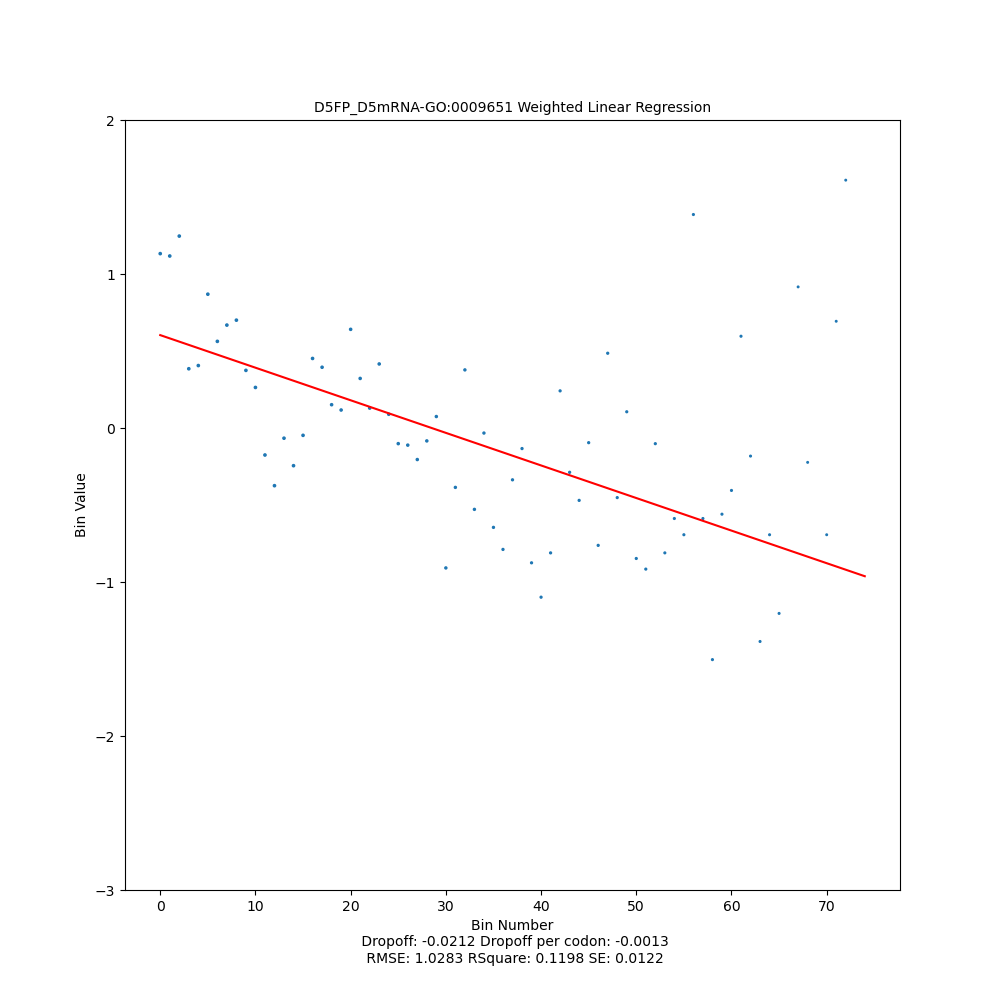 D5FP_D5mRNA-GO:0009651 Weighted Linear Regression
2
1
0
−1
−2
−3
Bin Value
0 10 20 30 40 50 60 70
Bin Number
Dropoff: -0.0212 Dropoff per codon: -0.0013
RMSE: 1.0283 RSquare: 0.1198 SE: 0.0122